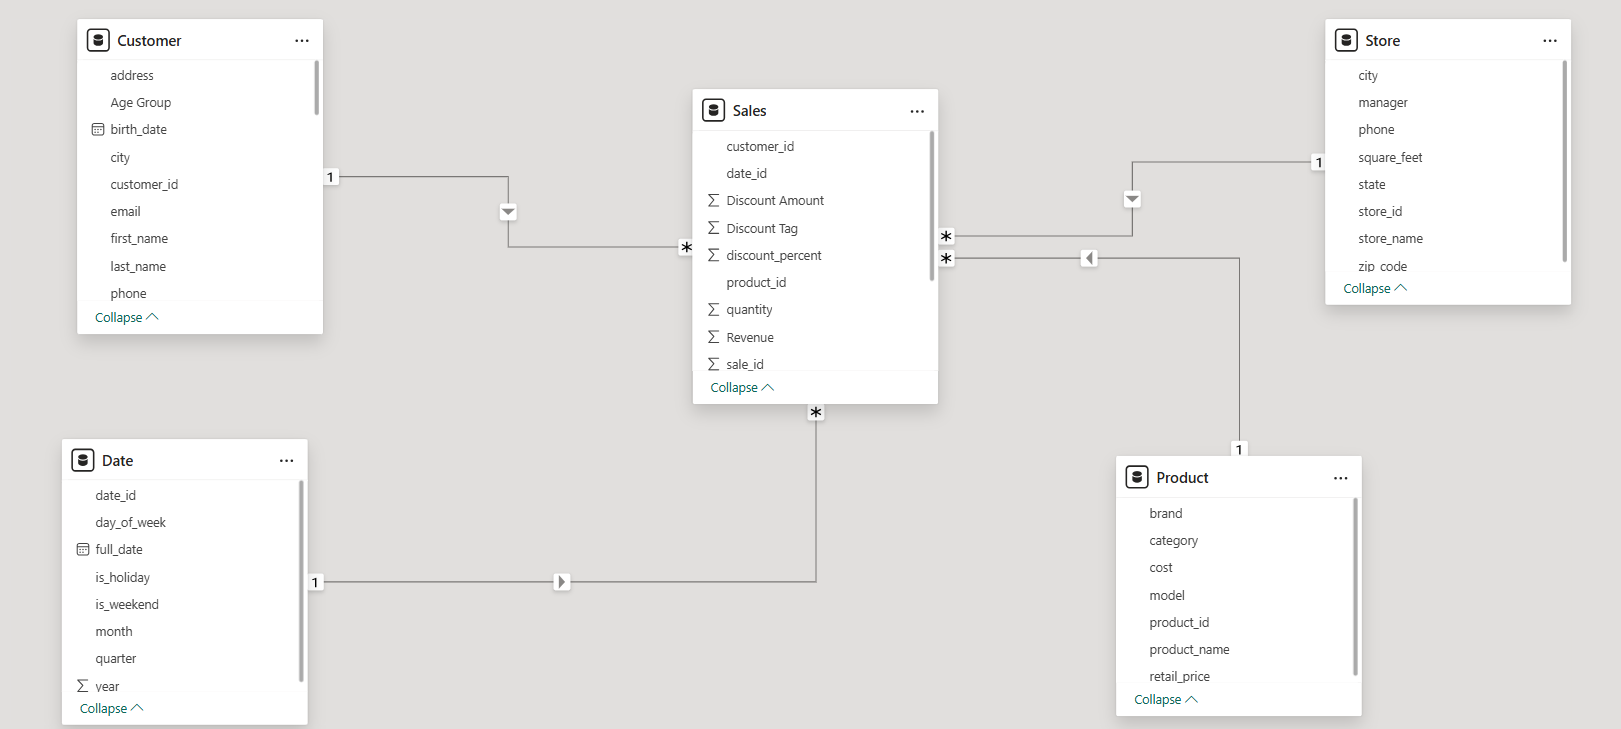 Customer
address
Age Group
birth_date
city
customer_id
email
first_name
last_name
phone
Collapse
1
*
Sales
customer_id
date_id
Discount Amount
Discount Tag
discount_percent
product_id
quantity
Revenue
sale_id
Collapse
*
*
*
1
Store
city
manager
phone
square_feet
state
store_id
store_name
zip_code
Collapse
Date
date_id
day_of_week
full_date
is_holiday
is_weekend
month
quarter
year
Collapse
1
1
Product
brand
category
cost
model
product_id
product_name
retail_price
Collapse